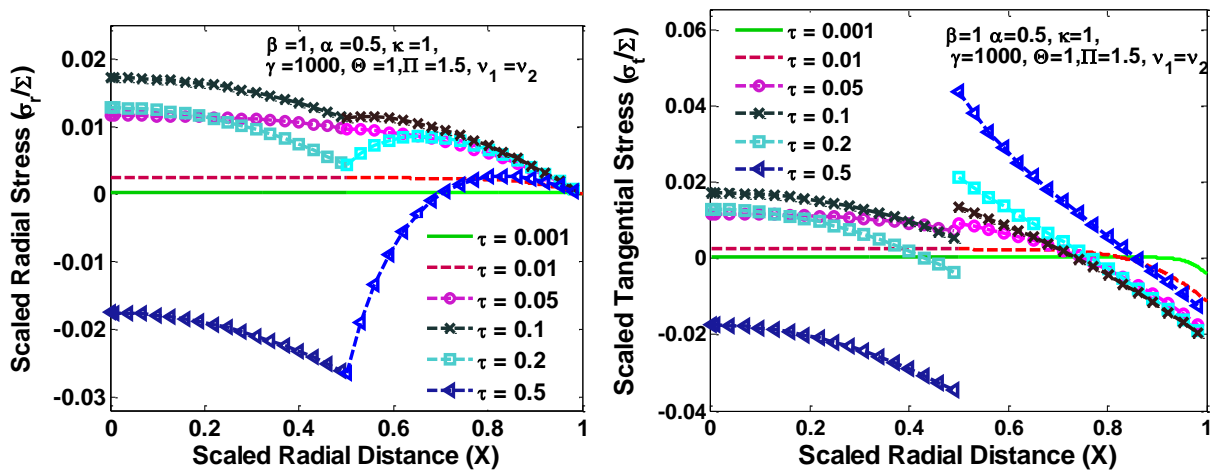 β =1, α =0.5, κ =1,
γ =1000, Θ =1,Π =1.5, ν₁ =ν₂
Scaled Radial Stress (σᵣ/Σ)
0.02
0.01
0
-0.01
-0.02
-0.03
τ = 0.001
τ = 0.01
τ = 0.05
τ = 0.1
τ = 0.2
τ = 0.5
0 0.2 0.4 0.6 0.8 1
Scaled Radial Distance (X)
β =1 α =0.5, κ =1,
γ =1000, Θ=1,Π =1.5, ν₁ =ν₂
Scaled Tangential Stress (σₜ/Σ)
0.06
0.04
0.02
0
-0.02
-0.04
τ = 0.001
τ = 0.01
τ = 0.05
τ = 0.1
τ = 0.2
τ = 0.5
0 0.2 0.4 0.6 0.8 1
Scaled Radial Distance (X)